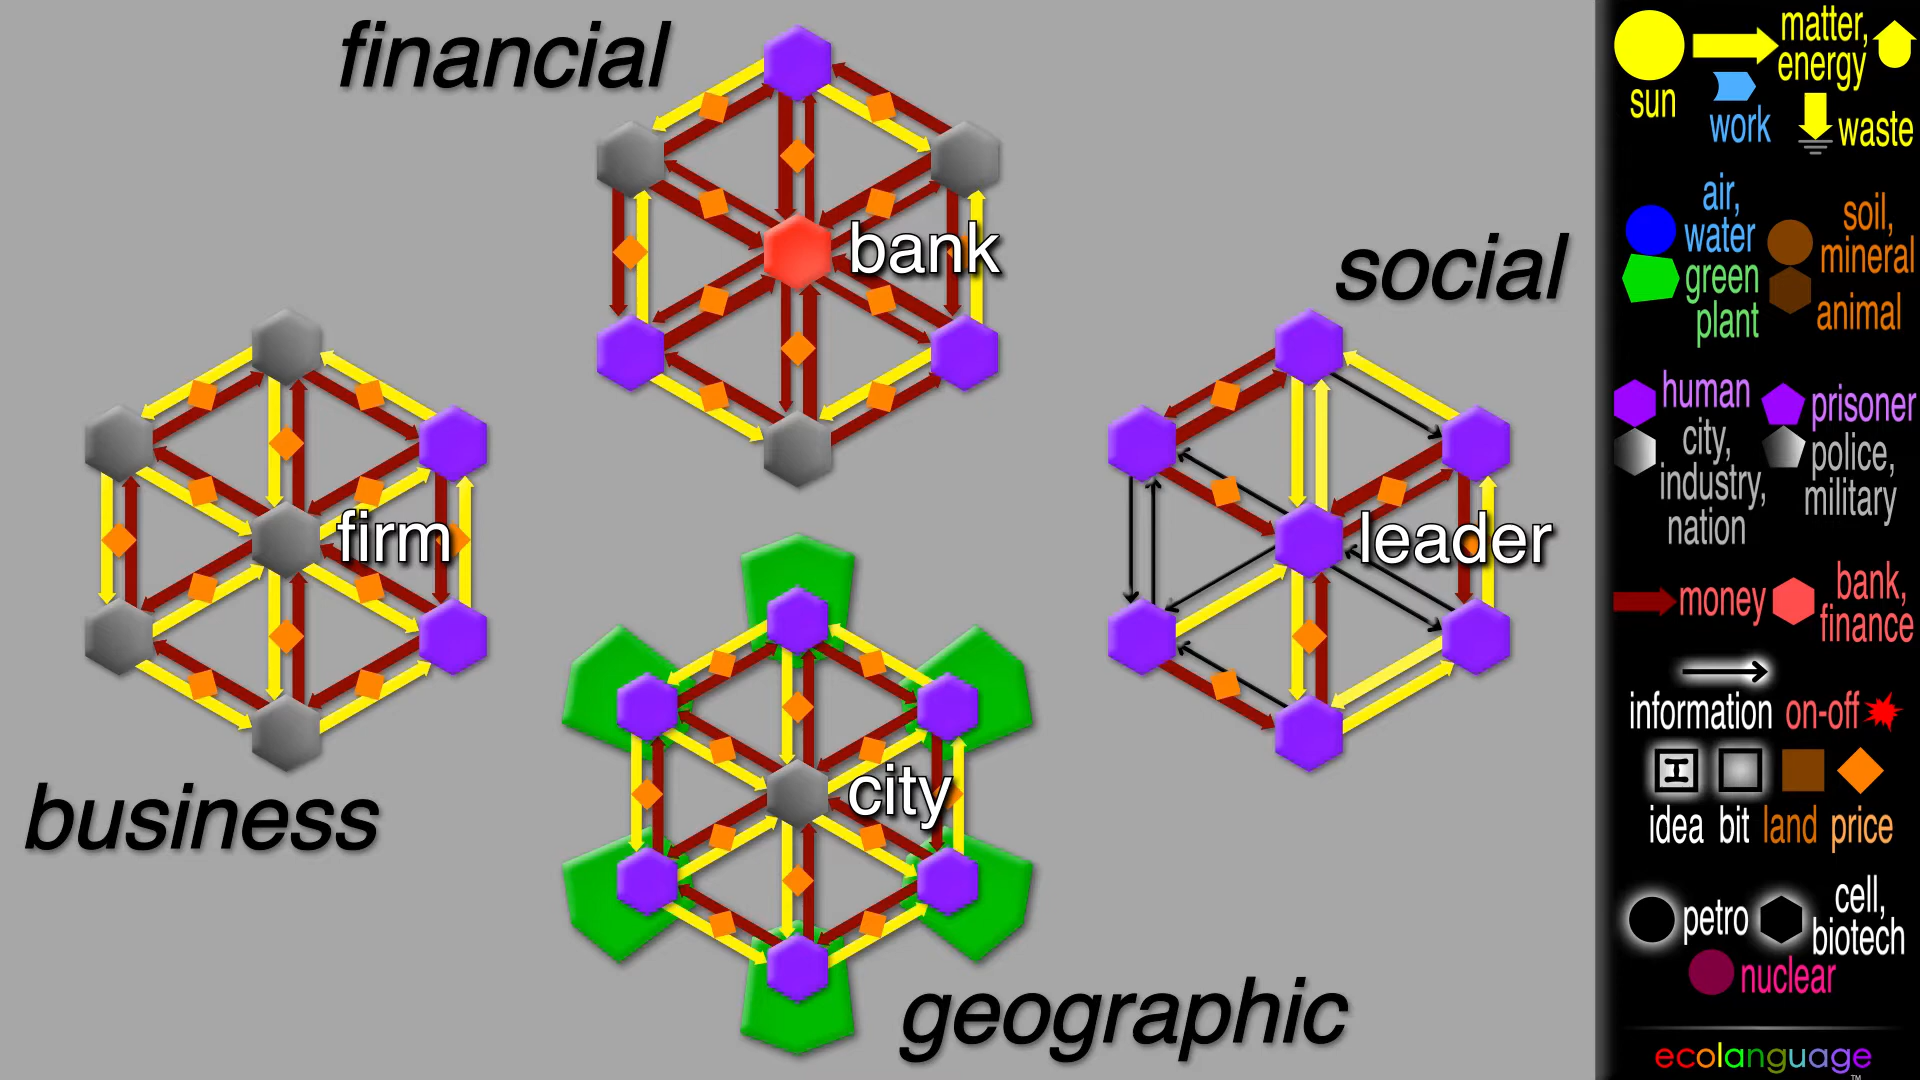 financial
bank
social
leader
business
firm
city
geographic
sun
matter,
energy
work
waste
air,
water
soil,
mineral
green
plant
animal
human
prisoner
city,
industry,
nation
police,
military
money
bank,
finance
information
on-off
idea
bit
land
price
petro
cell,
biotech
nuclear
ecolanguage
TM